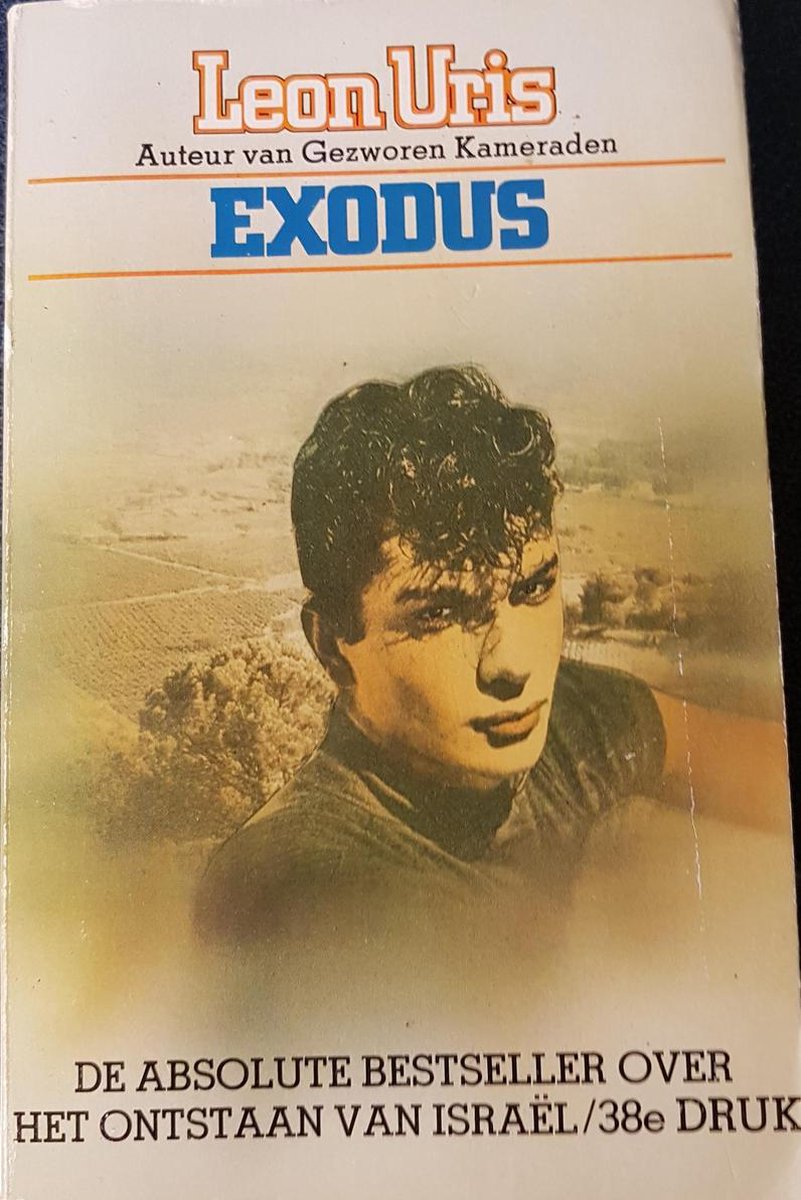 Leon Uris
Auteur van Gezworen Kameraden
EXODUS
DE ABSOLUTE BESTSELLER OVER
HET ONTSTAAN VAN ISRAËL/38e DRUK